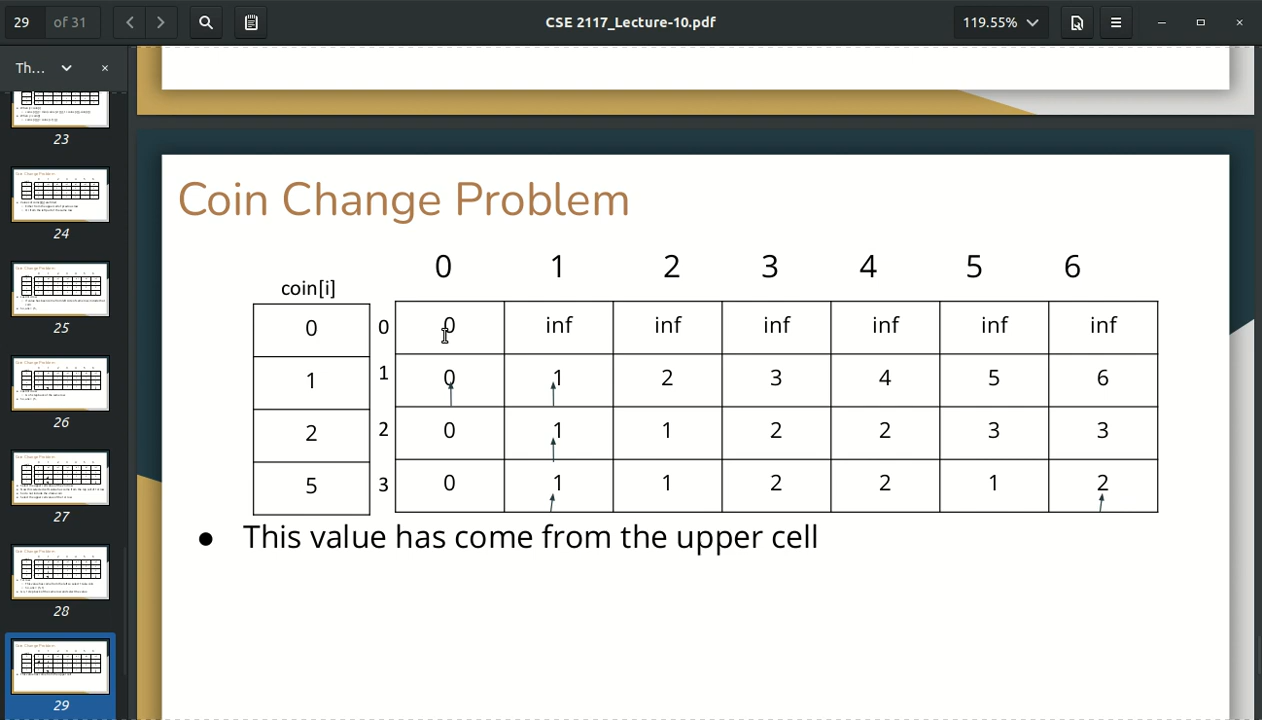 29 of 31
CSE 2117_Lecture-10.pdf
119.55%
Th...
23
24
25
26
27
28
29
Coin Change Problem
0 1 2 3 4 5 6
coin[i]
0 0 0 inf inf inf inf inf inf
1 1 0 1 2 3 4 5 6
2 2 0 1 1 2 2 3 3
5 3 0 1 1 2 2 1 2
● This value has come from the upper cell